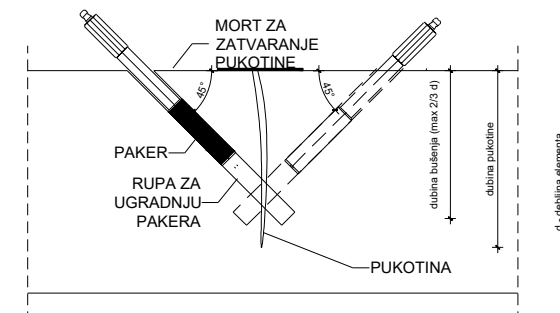 MORT ZA
ZATVARANJE
PUKOTINE
45°
45°
PAKER
RUPA ZA
UGRADNJU
PAKERA
PUKOTINA
dubina bušenja (max 2/3 d)
dubina pukotine
d - debljina elementa